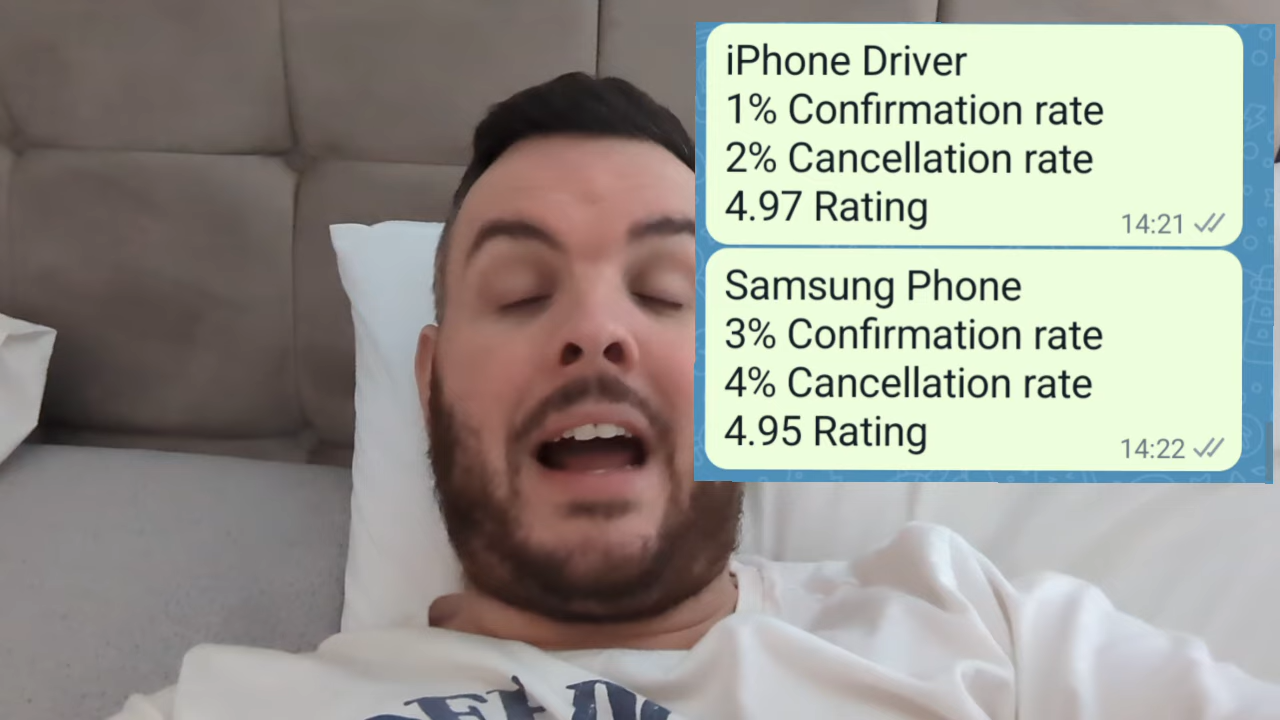 iPhone Driver
1% Confirmation rate
2% Cancellation rate
4.97 Rating
14:21
Samsung Phone
3% Confirmation rate
4% Cancellation rate
4.95 Rating
14:22